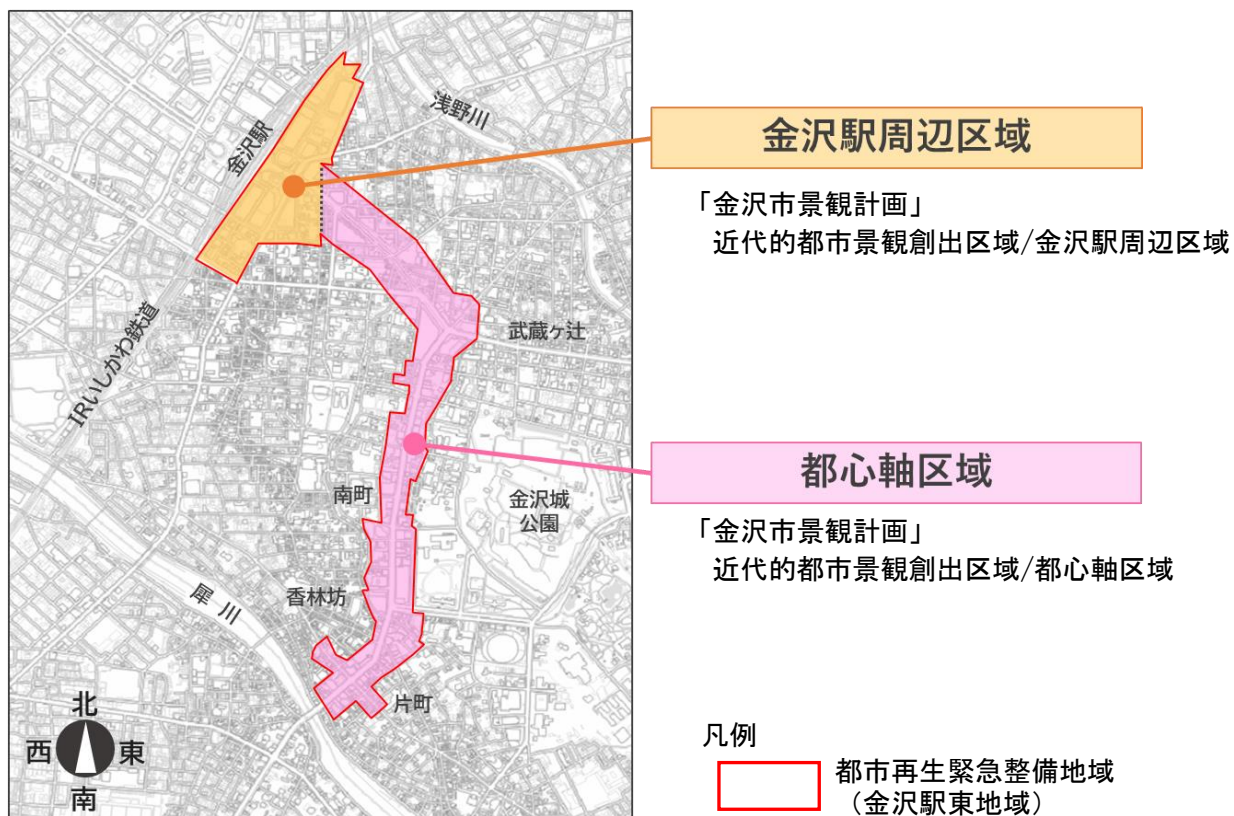 浅野川
金沢駅
IRいしかわ鉄道
武蔵ヶ辻
南町
金沢城
公園
香林坊
犀川
片町
北
西
東
南
金沢駅周辺区域
「金沢市景観計画」
近代的都市景観創出区域/金沢駅周辺区域
都心軸区域
「金沢市景観計画」
近代的都市景観創出区域/都心軸区域
凡例
都市再生緊急整備地域
（金沢駅東地域）